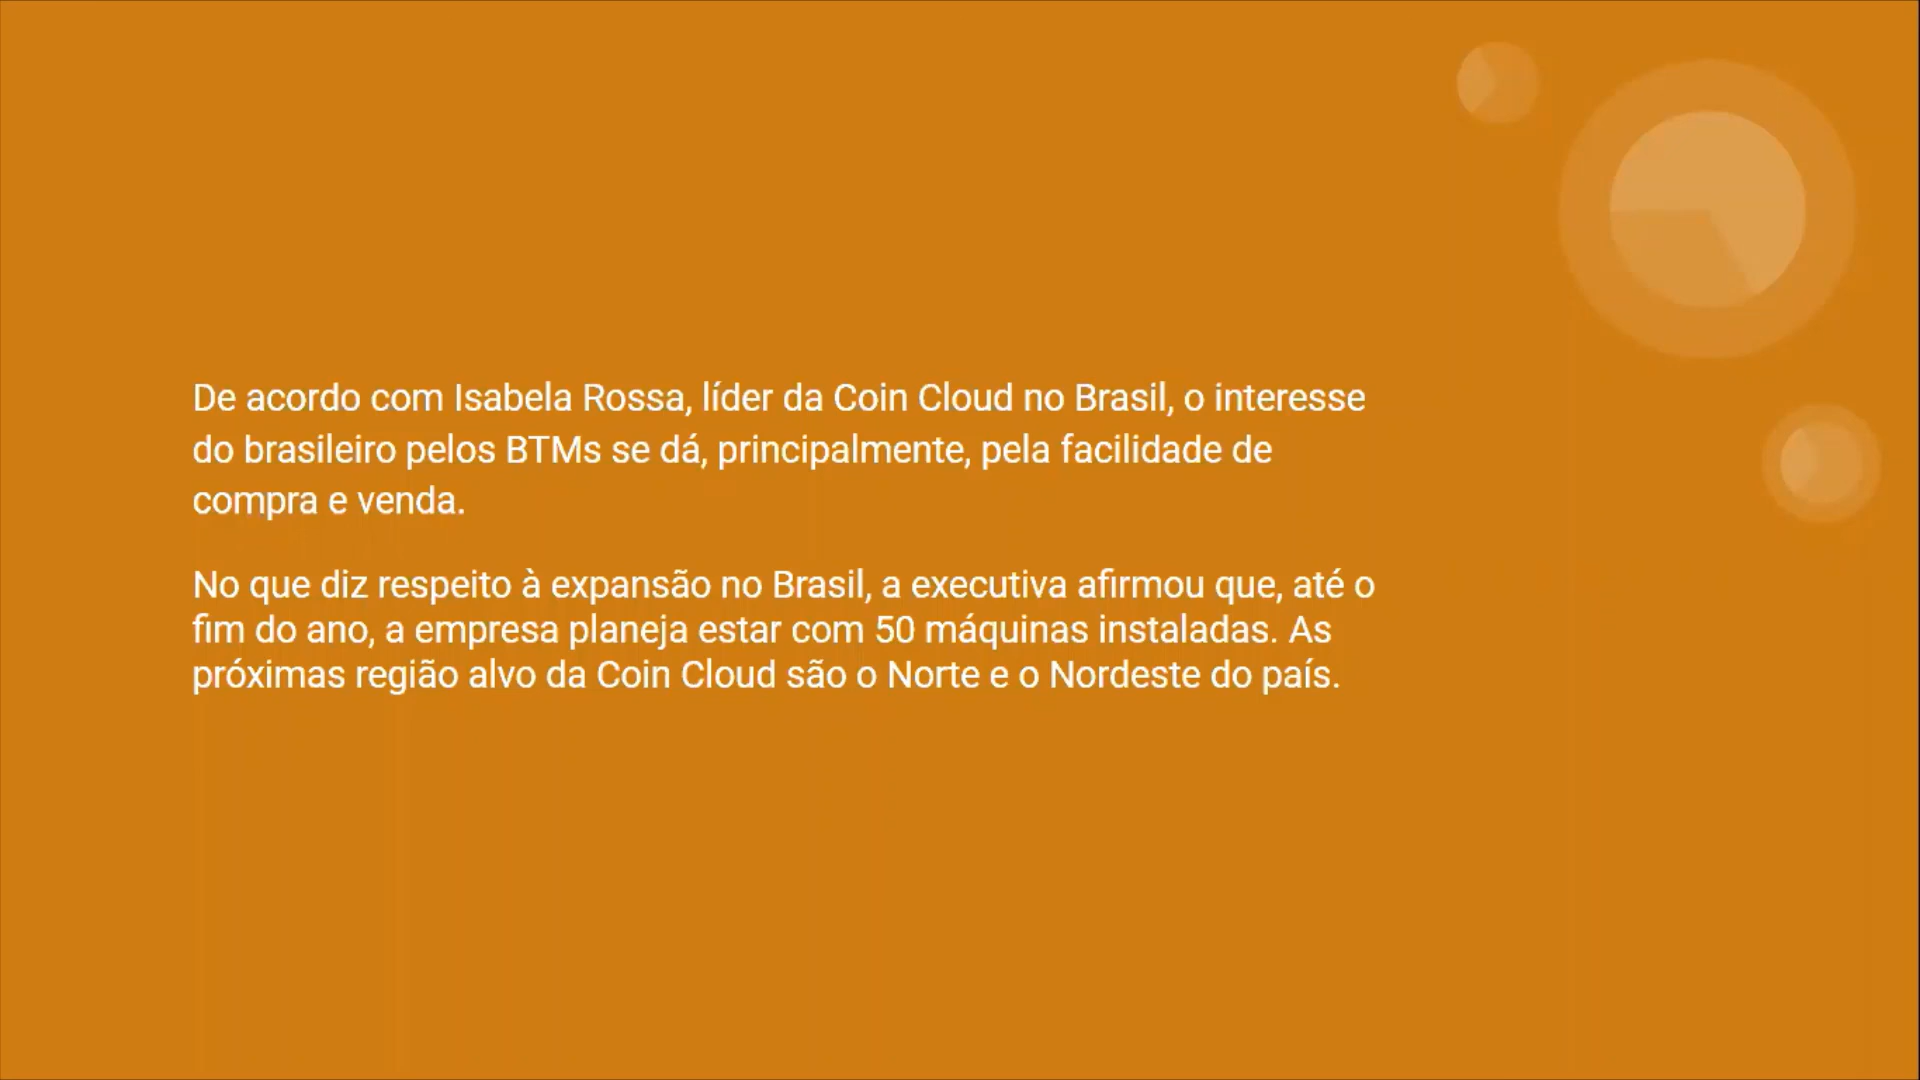 De acordo com Isabela Rossa, líder da Coin Cloud no Brasil, o interesse
do brasileiro pelos BTMs se dá, principalmente, pela facilidade de
compra e venda.
No que diz respeito à expansão no Brasil, a executiva afirmou que, até o
fim do ano, a empresa planeja estar com 50 máquinas instaladas. As
próximas região alvo da Coin Cloud são o Norte e o Nordeste do país.